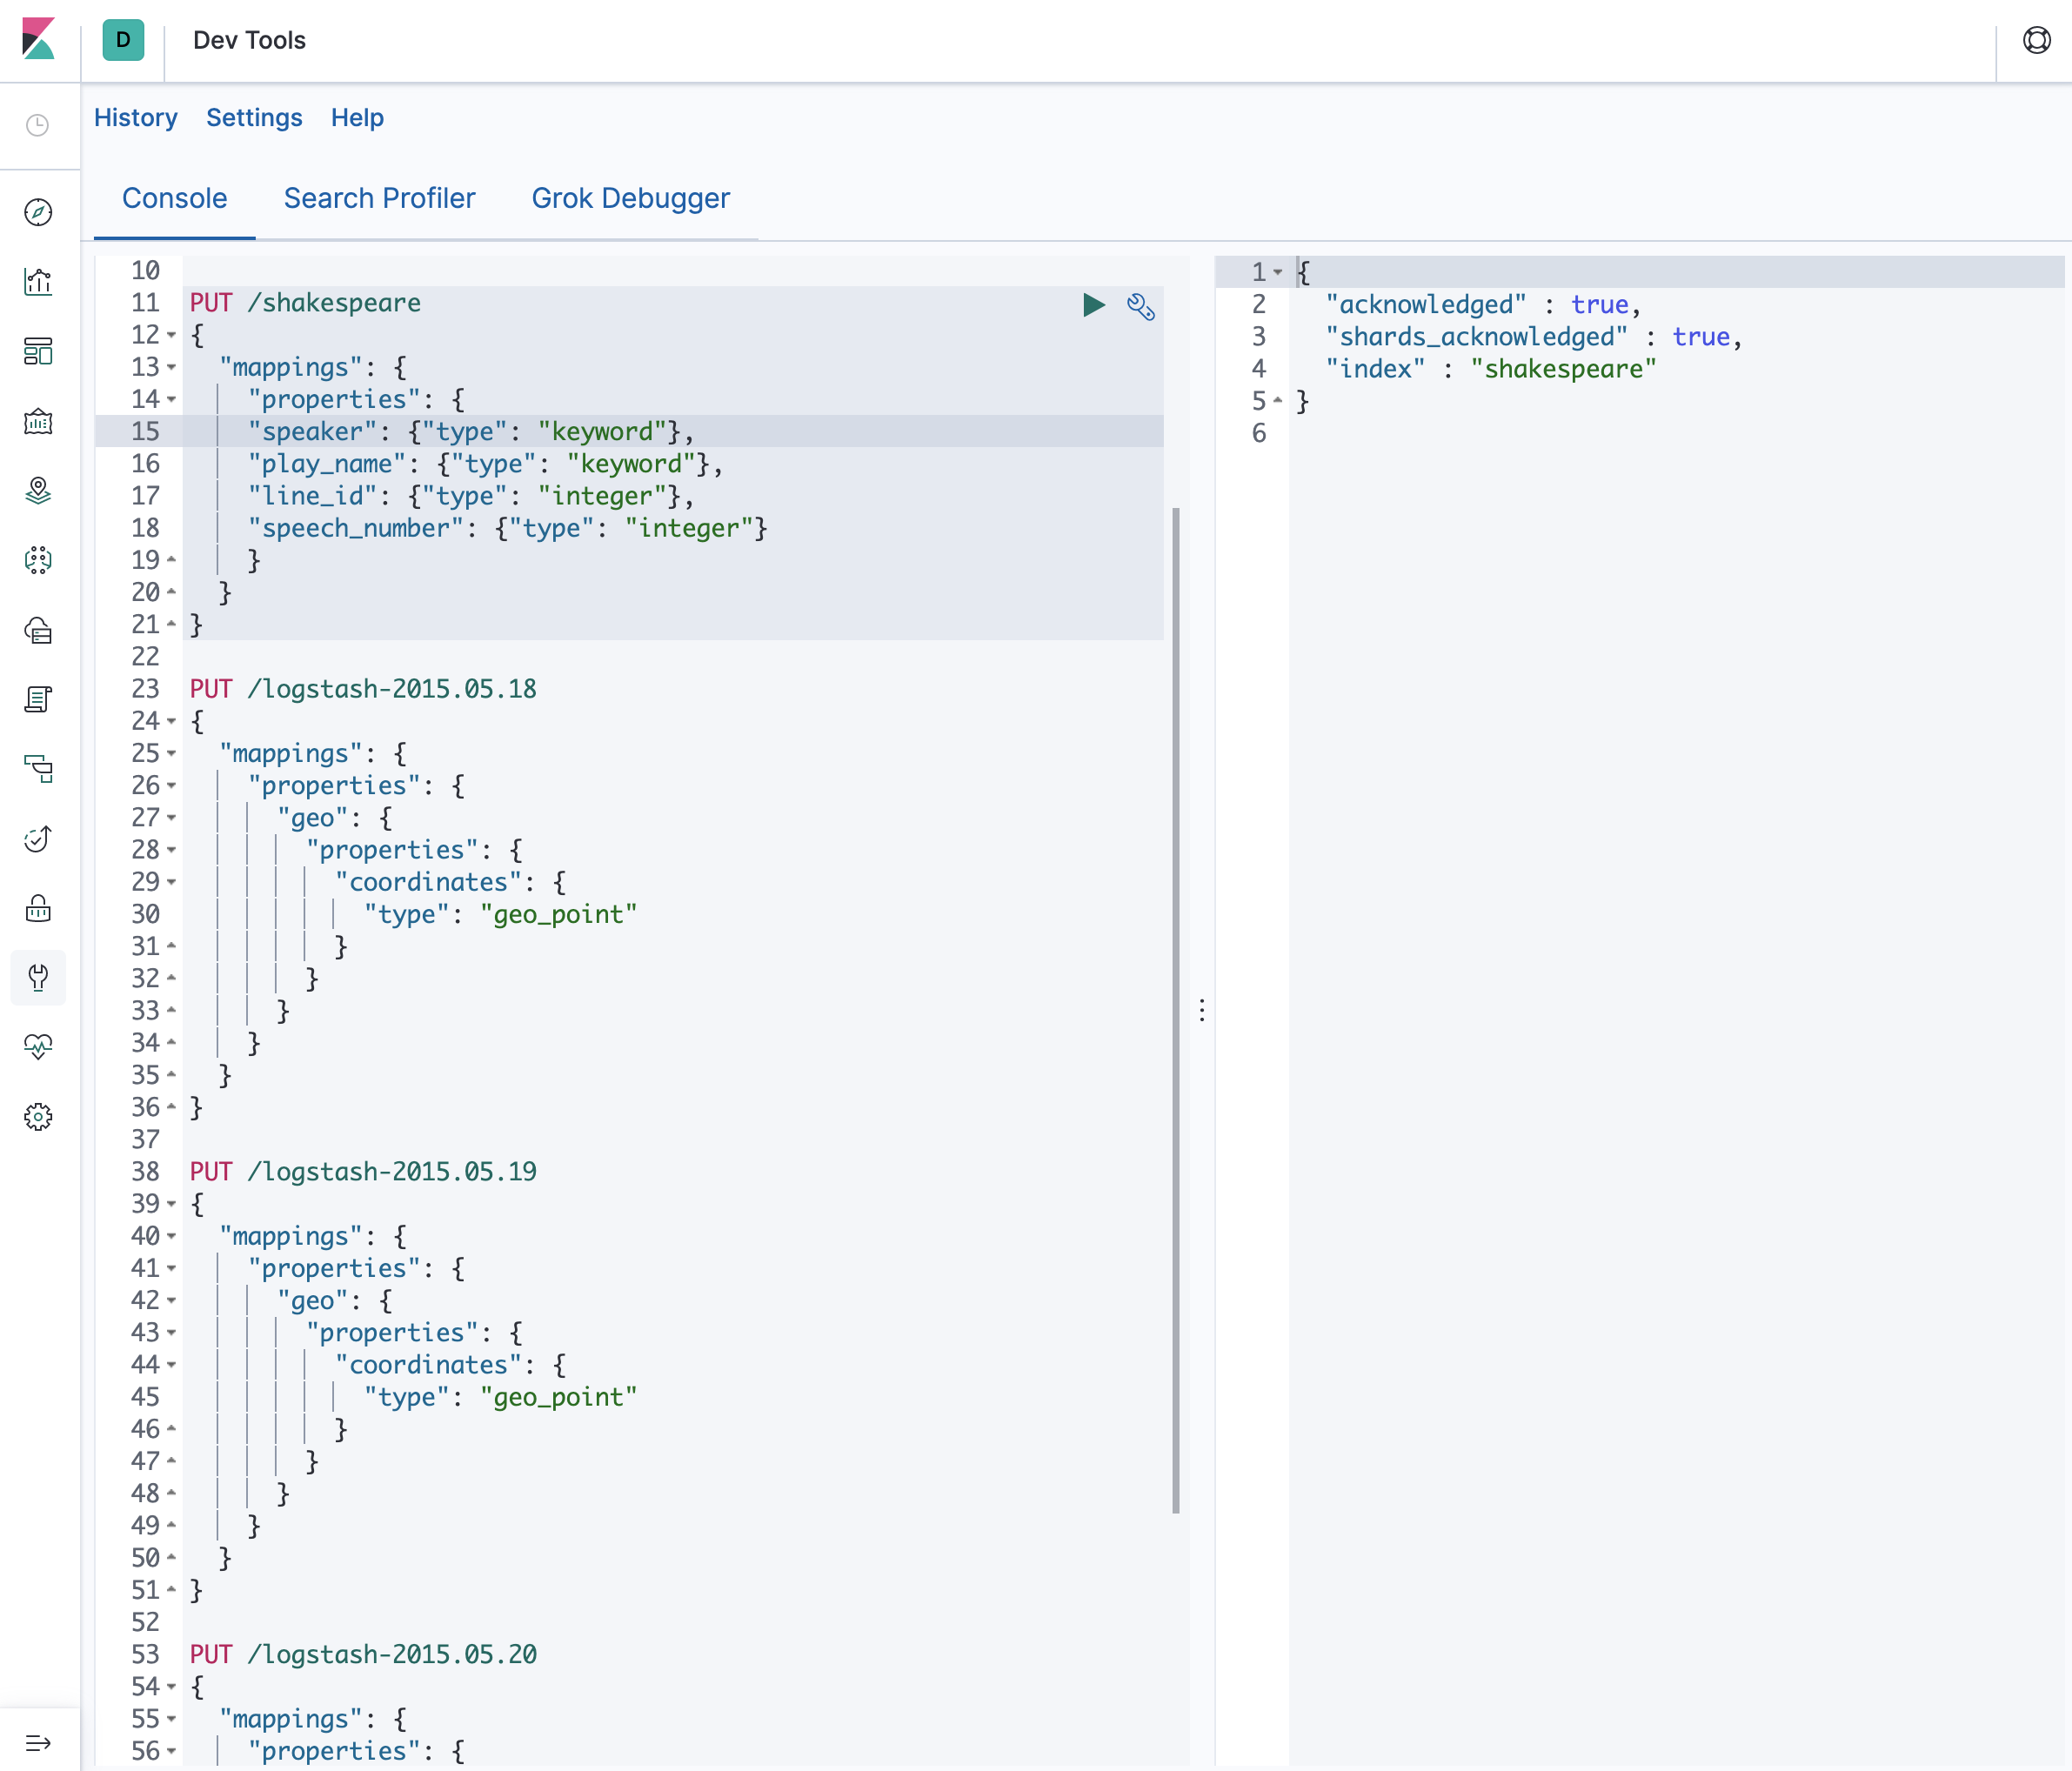 D Dev Tools
History Settings Help
Console Search Profiler Grok Debugger
10
11 PUT /shakespeare
12 {
13 "mappings": {
14 "properties": {
15 "speaker": {"type": "keyword"},
16 "play_name": {"type": "keyword"},
17 "line_id": {"type": "integer"},
18 "speech_number": {"type": "integer"}
19 }
20 }
21 }
22
23 PUT /logstash-2015.05.18
24 {
25 "mappings": {
26 "properties": {
27 "geo": {
28 "properties": {
29 "coordinates": {
30 "type": "geo_point"
31 }
32 }
33 }
34 }
35 }
36 }
37
38 PUT /logstash-2015.05.19
39 {
40 "mappings": {
41 "properties": {
42 "geo": {
43 "properties": {
44 "coordinates": {
45 "type": "geo_point"
46 }
47 }
48 }
49 }
50 }
51 }
52
53 PUT /logstash-2015.05.20
54 {
55 "mappings": {
56 "properties": {
1 {
2 "acknowledged" : true,
3 "shards_acknowledged" : true,
4 "index" : "shakespeare"
5 }
6